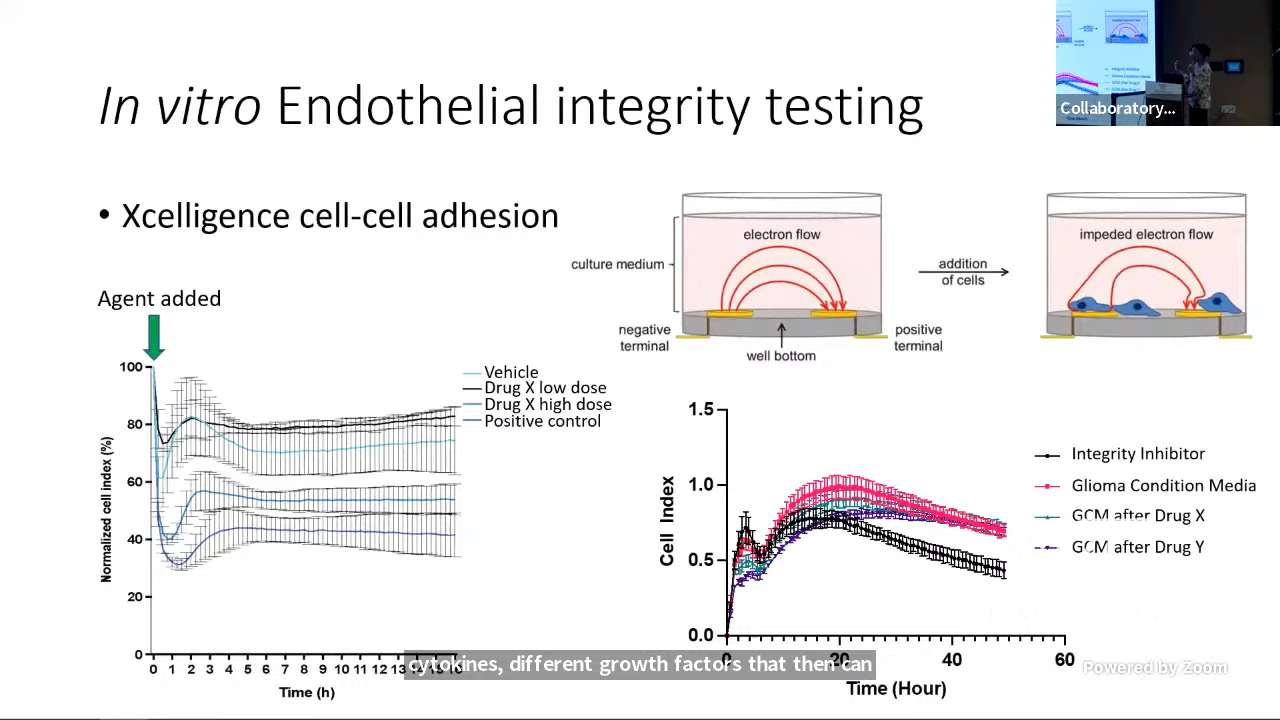 In vitro Endothelial integrity testing
Collaboratory...
• Xcelligence cell-cell adhesion
electron flow
culture medium
negative
terminal
well bottom
positive
terminal
addition
of cells
impeded electron flow
Agent added
Normalized cell index (%)
100
80
60
40
20
0
0 1 2 3 4 5 6 7 8 9 10 11 12 13 14 15 16
Time (h)
Vehicle
Drug X low dose
Drug X high dose
Positive control
Cell Index
1.5
1.0
0.5
0.0
0 20 40 60
Time (Hour)
Integrity Inhibitor
Glioma Condition Media
GCM after Drug X
GCM after Drug Y
cytokines, different growth factors that then can
Powered by Zoom